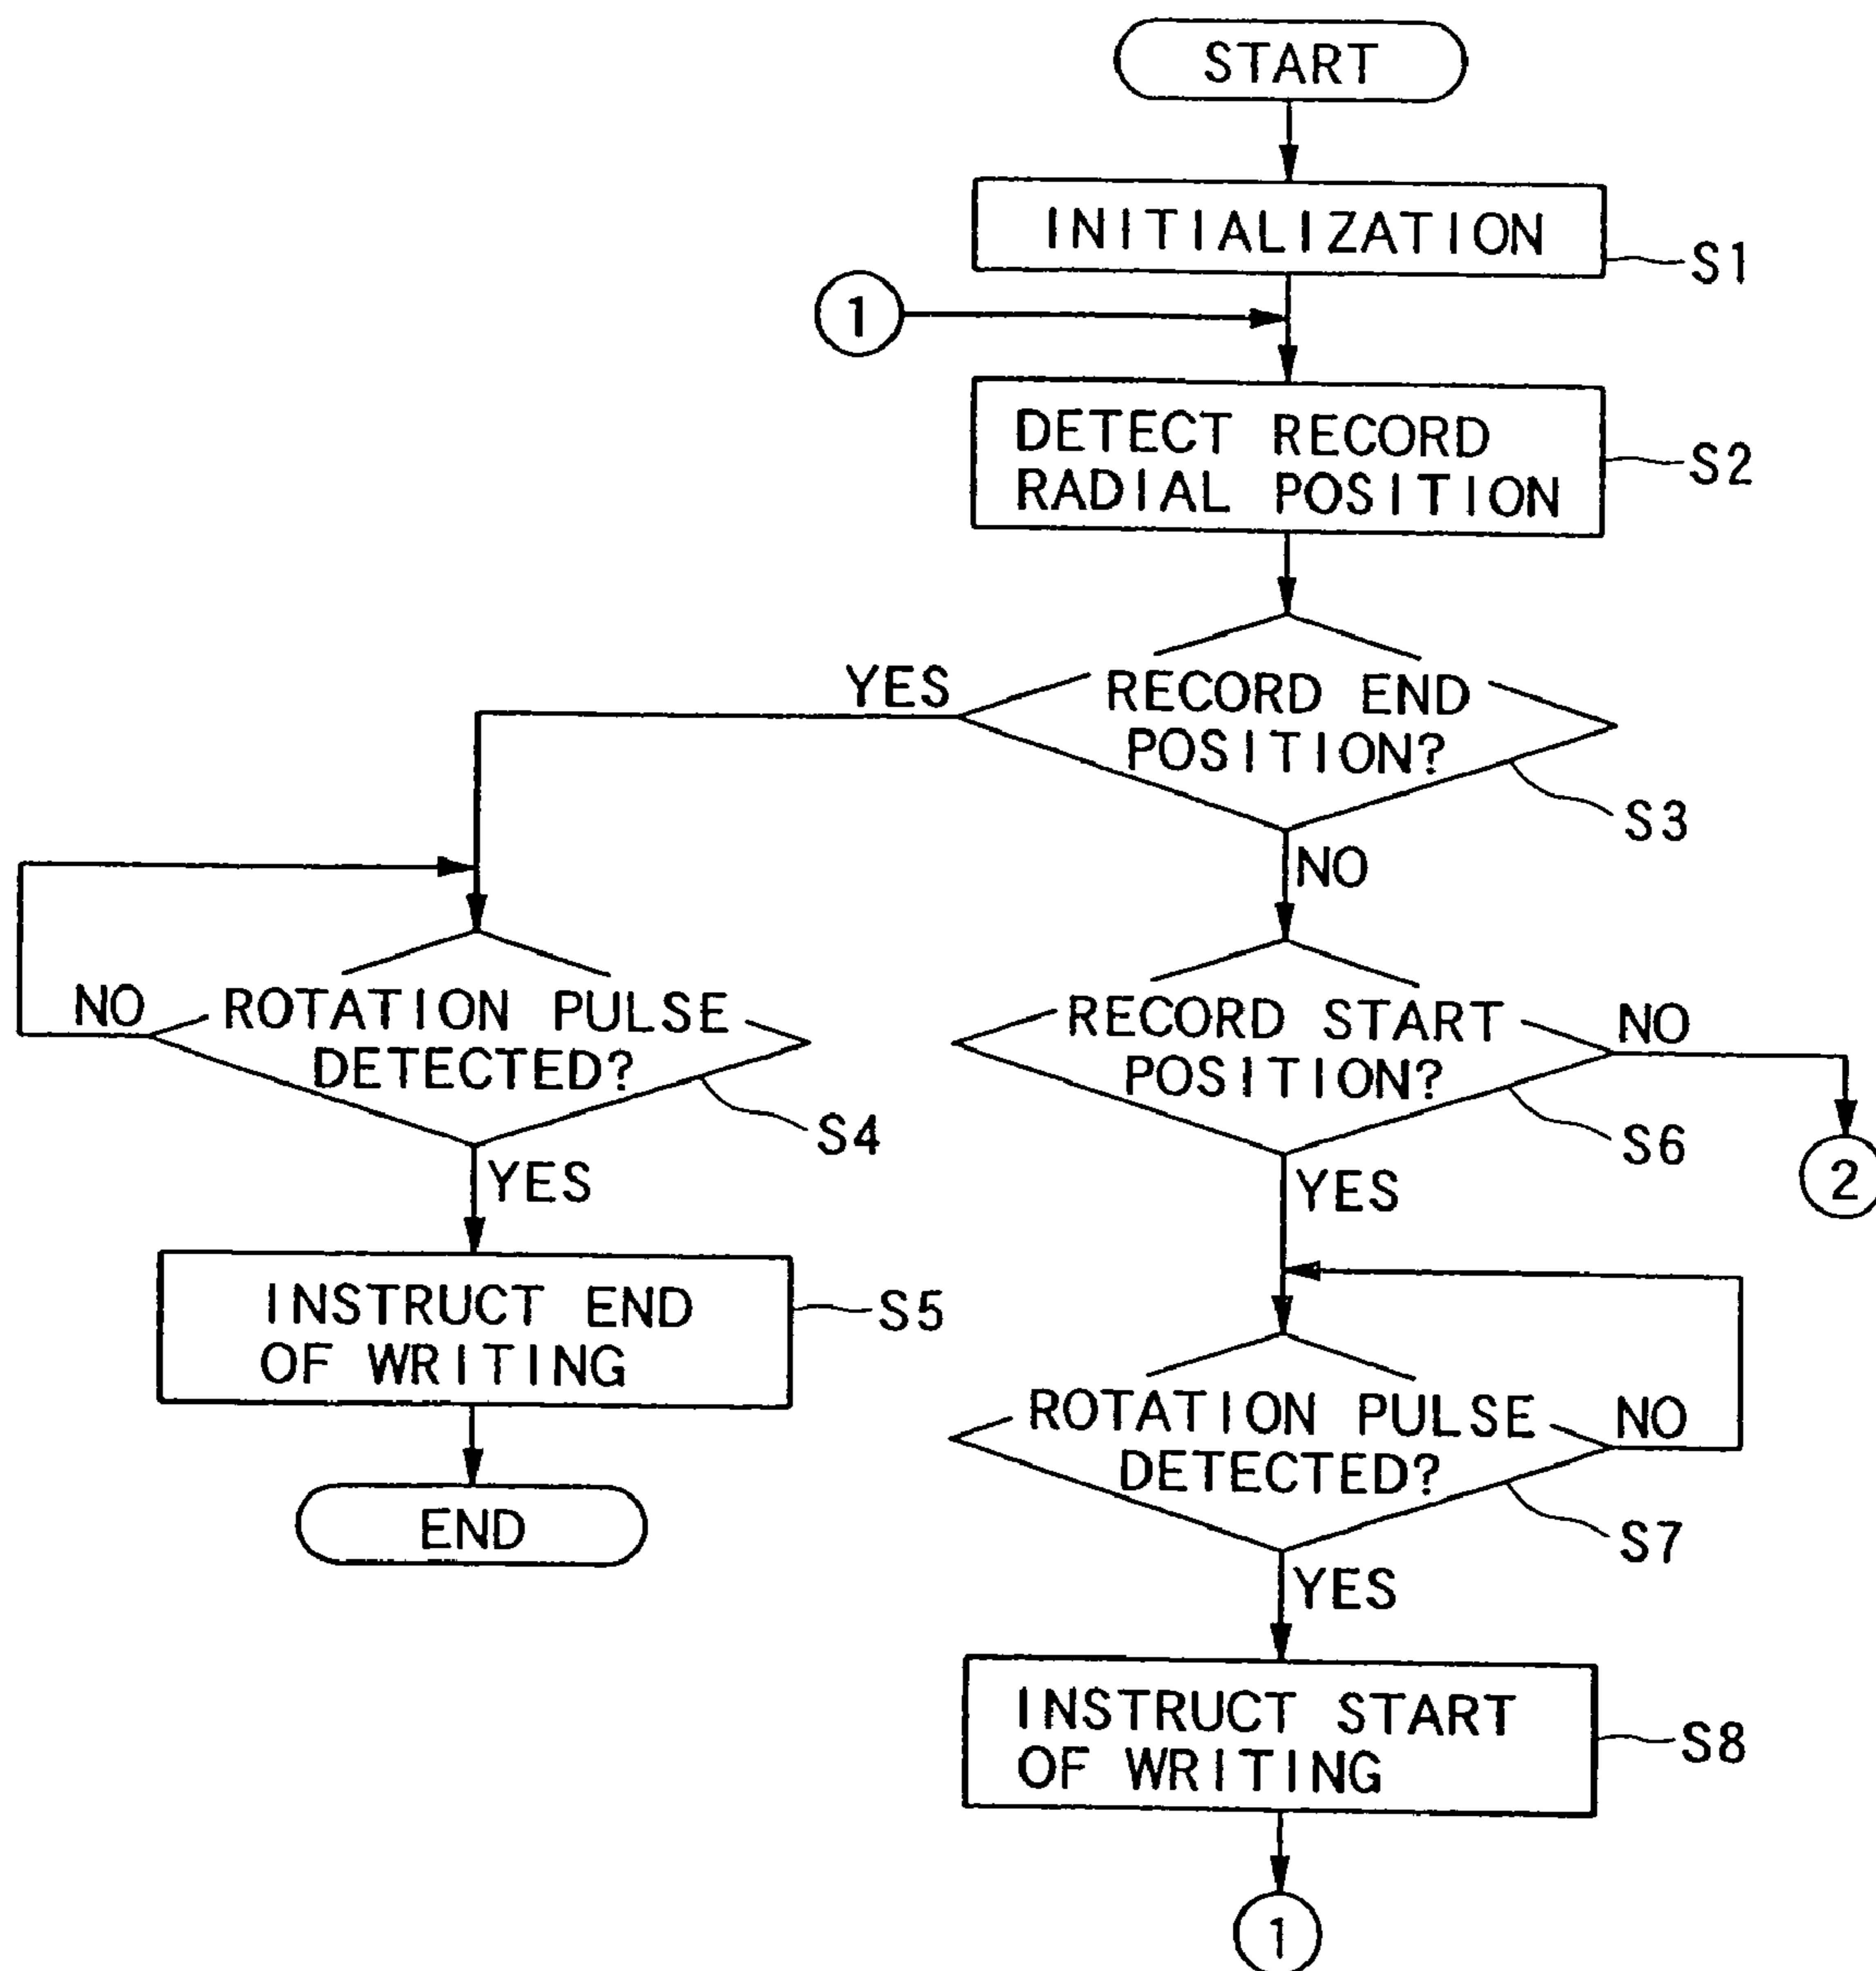 START
INITIALIZATION
S1
1
DETECT RECORD
RADIAL POSITION
S2
YES
RECORD END
POSITION?
S3
NO
NO
ROTATION PULSE
DETECTED?
S4
YES
INSTRUCT END
OF WRITING
S5
END
RECORD START
POSITION?
NO
S6
2
YES
ROTATION PULSE
DETECTED?
NO
S7
YES
INSTRUCT START
OF WRITING
S8
1